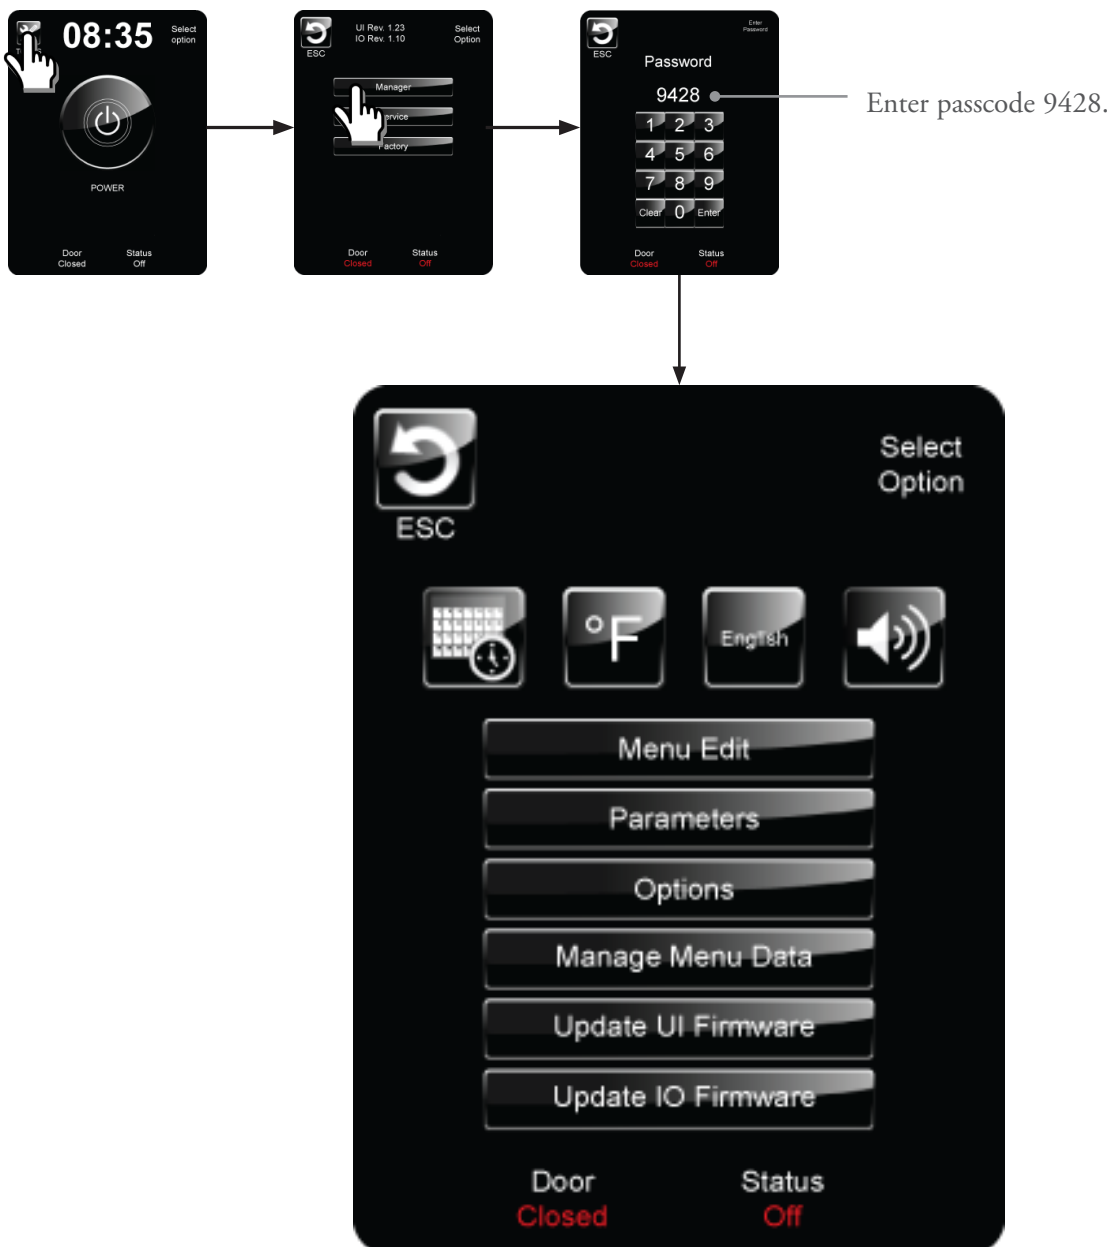 08:35
Select
option
POWER
Door
Closed
Status
Off
ESC
UI Rev. 1.23
IO Rev. 1.10
Select
Option
Manager
Factory
Door
Closed
Status
Off
ESC
Enter
Password
Password
9428
1 2 3
4 5 6
7 8 9
Clear 0 Enter
Door
Closed
Status
Off
Enter passcode 9428.
ESC
Select
Option
°F
English
Menu Edit
Parameters
Options
Manage Menu Data
Update UI Firmware
Update IO Firmware
Door
Closed
Status
Off